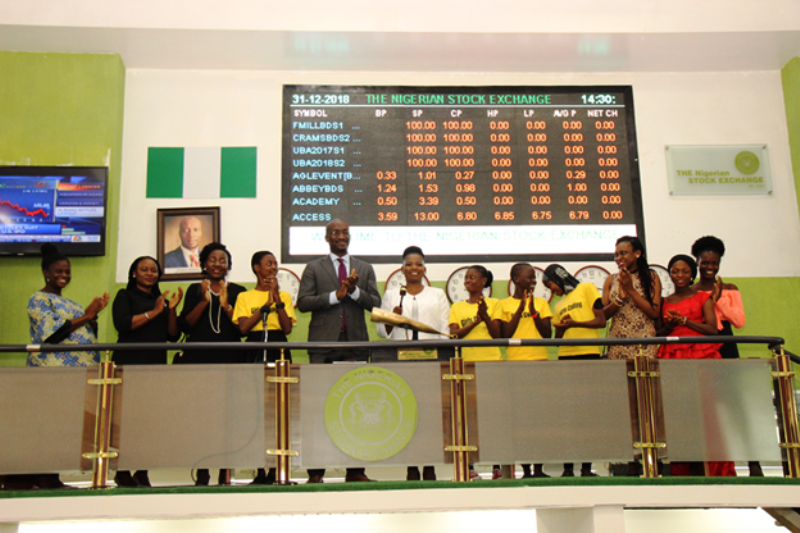 31-12-2018 THE NIGERIAN STOCK EXCHANGE 14:30:
SYMBOL BP SP CP HP LP AVG P NET CH
FMILLBDS1 ... 100.00 100.00 0.00 0.00 0.00 0.00
CRAMSBDS2 ... 100.00 100.00 0.00 0.00 0.00 0.00
UBA2017S1 ... 100.00 100.00 0.00 0.00 0.00 0.00
UBA2018S2 ... 100.00 100.00 0.00 0.00 0.00 0.00
AGLEVENT[B... 0.33 1.01 0.27 0.00 0.00 0.29 0.00
ABBEYBDS ... 1.24 1.53 0.98 0.00 0.00 1.00 0.00
ACADEMY ... 0.50 3.39 0.50 0.00 0.00 0.00 0.00
ACCESS ... 3.59 13.00 6.80 6.85 6.75 6.79 0.00
WELCOME TO THE NIGERIAN STOCK EXCHANGE
THE Nigerian
STOCK EXCHANGE